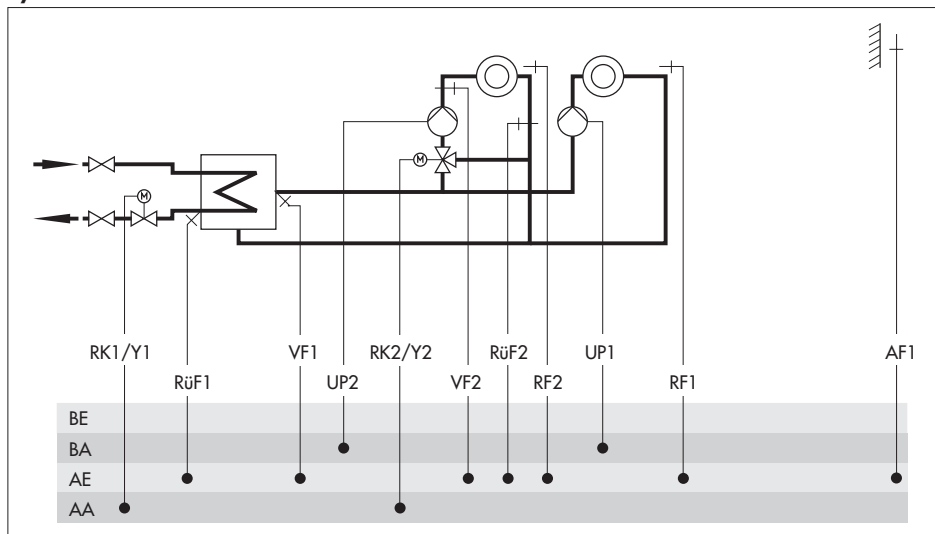 M
M
RK1/Y1
VF1
RK2/Y2
RüF2
UP1
AF1
RüF1
UP2
VF2
RF2
RF1
BE
BA
AE
AA